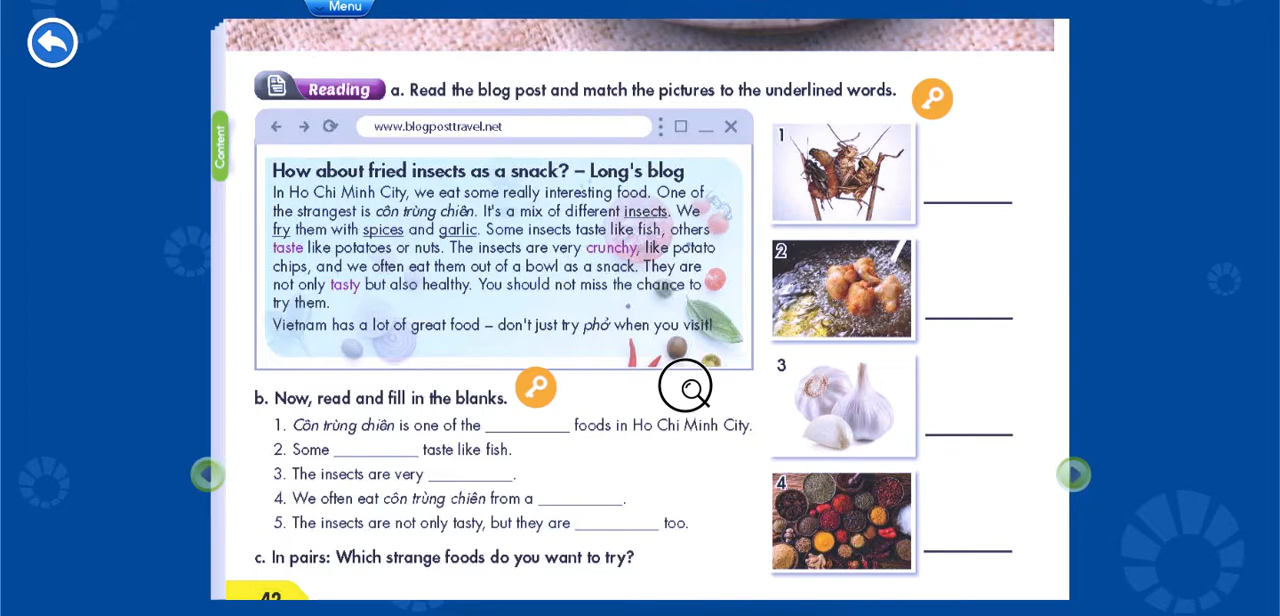 Menu
Reading a. Read the blog post and match the pictures to the underlined words.
www.blogposttravel.net
Content
How about fried insects as a snack? – Long's blog
In Ho Chi Minh City, we eat some really interesting food. One of
the strangest is côn trùng chiên. It's a mix of different insects. We
fry them with spices and garlic. Some insects taste like fish, others
taste like potatoes or nuts. The insects are very crunchy, like potato
chips, and we often eat them out of a bowl as a snack. They are
not only tasty but also healthy. You should not miss the chance to
try them.
Vietnam has a lot of great food – don't just try phở when you visit!
1
2
3
4
b. Now, read and fill in the blanks.
1. Côn trùng chiên is one of the __________ foods in Ho Chi Minh City.
2. Some __________ taste like fish.
3. The insects are very __________.
4. We often eat côn trùng chiên from a __________.
5. The insects are not only tasty, but they are __________ too.
c. In pairs: Which strange foods do you want to try?
42